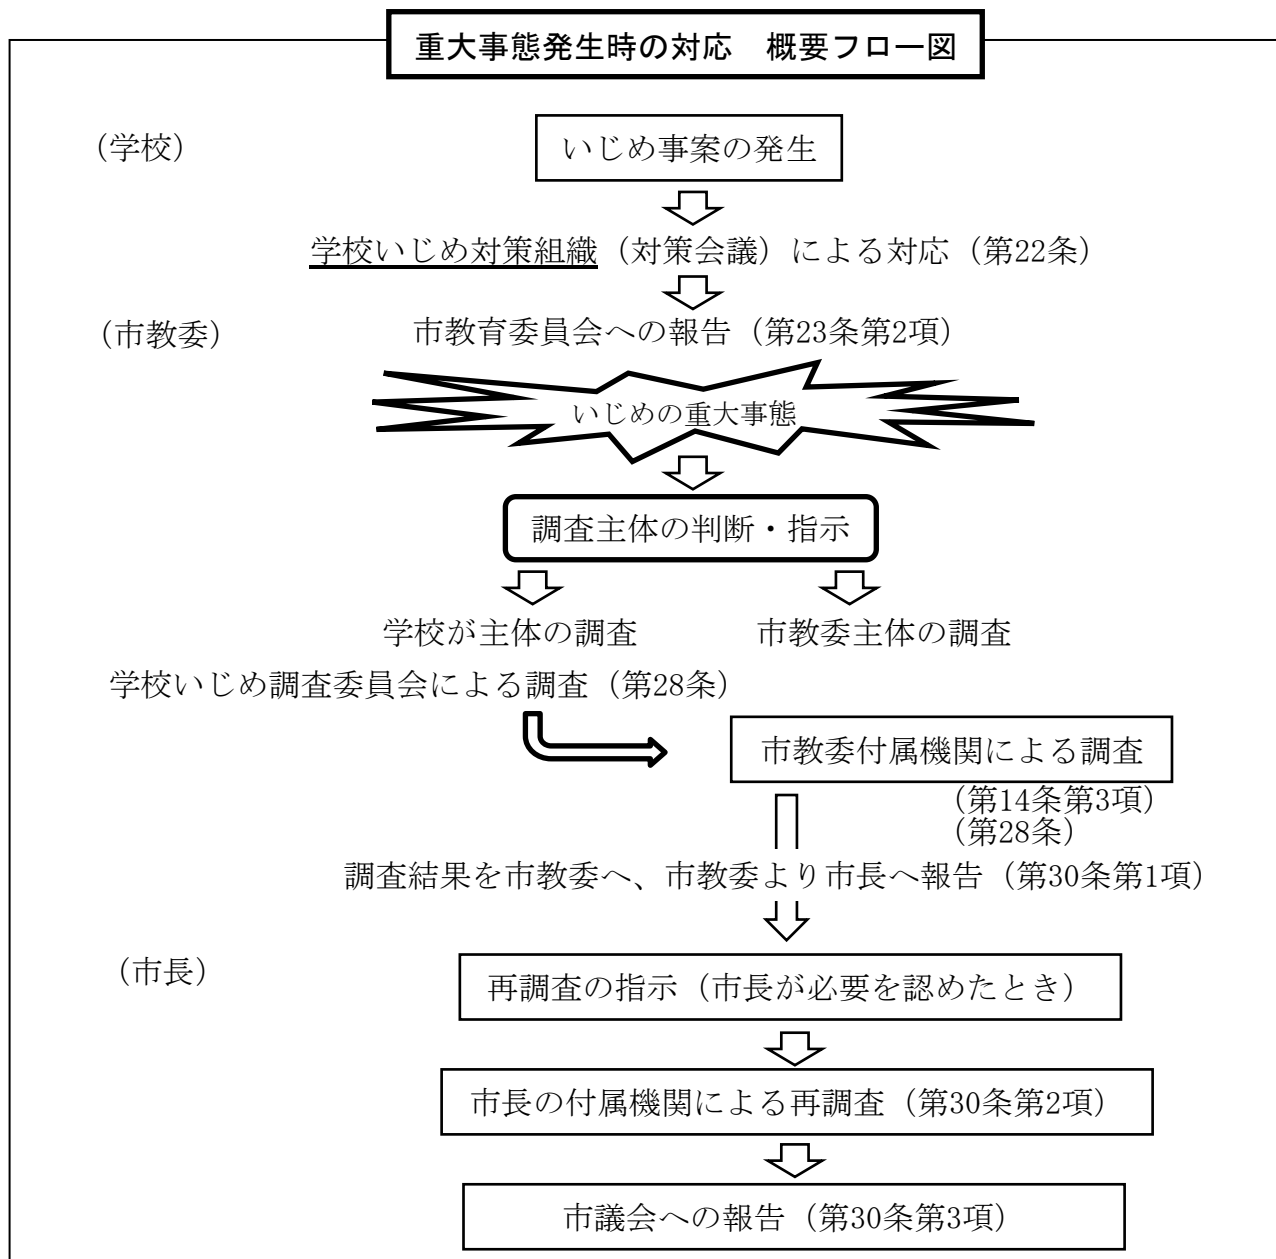 重大事態発生時の対応　概要フロー図
（学校）
いじめ事案の発生
学校いじめ対策組織（対策会議）による対応（第22条）
（市教委）
市教育委員会への報告（第23条第2項）
いじめの重大事態
調査主体の判断・指示
学校が主体の調査
市教委主体の調査
学校いじめ調査委員会による調査（第28条）
市教委付属機関による調査
（第14条第3項）
（第28条）
調査結果を市教委へ、市教委より市長へ報告（第30条第1項）
（市長）
再調査の指示（市長が必要を認めたとき）
市長の付属機関による再調査（第30条第2項）
市議会への報告（第30条第3項）